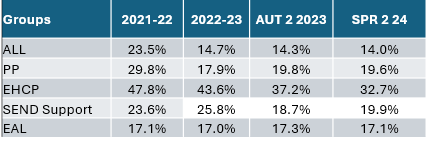 Groups 2021-22 2022-23 AUT 2 2023 SPR 2 24
ALL 23.5% 14.7% 14.3% 14.0%
PP 29.8% 17.9% 19.8% 19.6%
EHCP 47.8% 43.6% 37.2% 32.7%
SEND Support 23.6% 25.8% 18.7% 19.9%
EAL 17.1% 17.0% 17.3% 17.1%